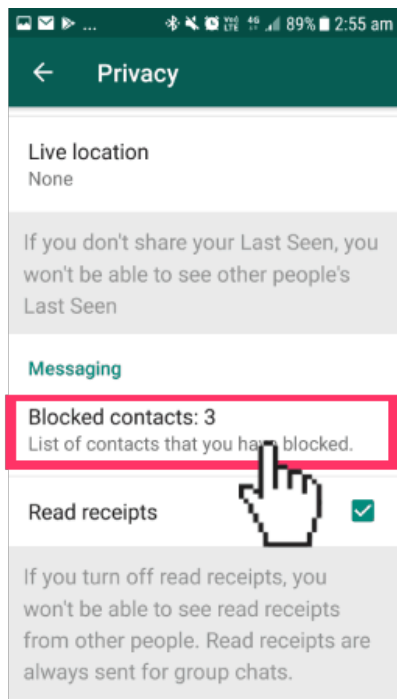 ... VoD LTE 4G 89% 2:55 am
Privacy
Live location
None
If you don't share your Last Seen, you
won't be able to see other people's
Last Seen
Messaging
Blocked contacts: 3
List of contacts that you have blocked.
Read receipts
If you turn off read receipts, you
won't be able to see read receipts
from other people. Read receipts are
always sent for group chats.